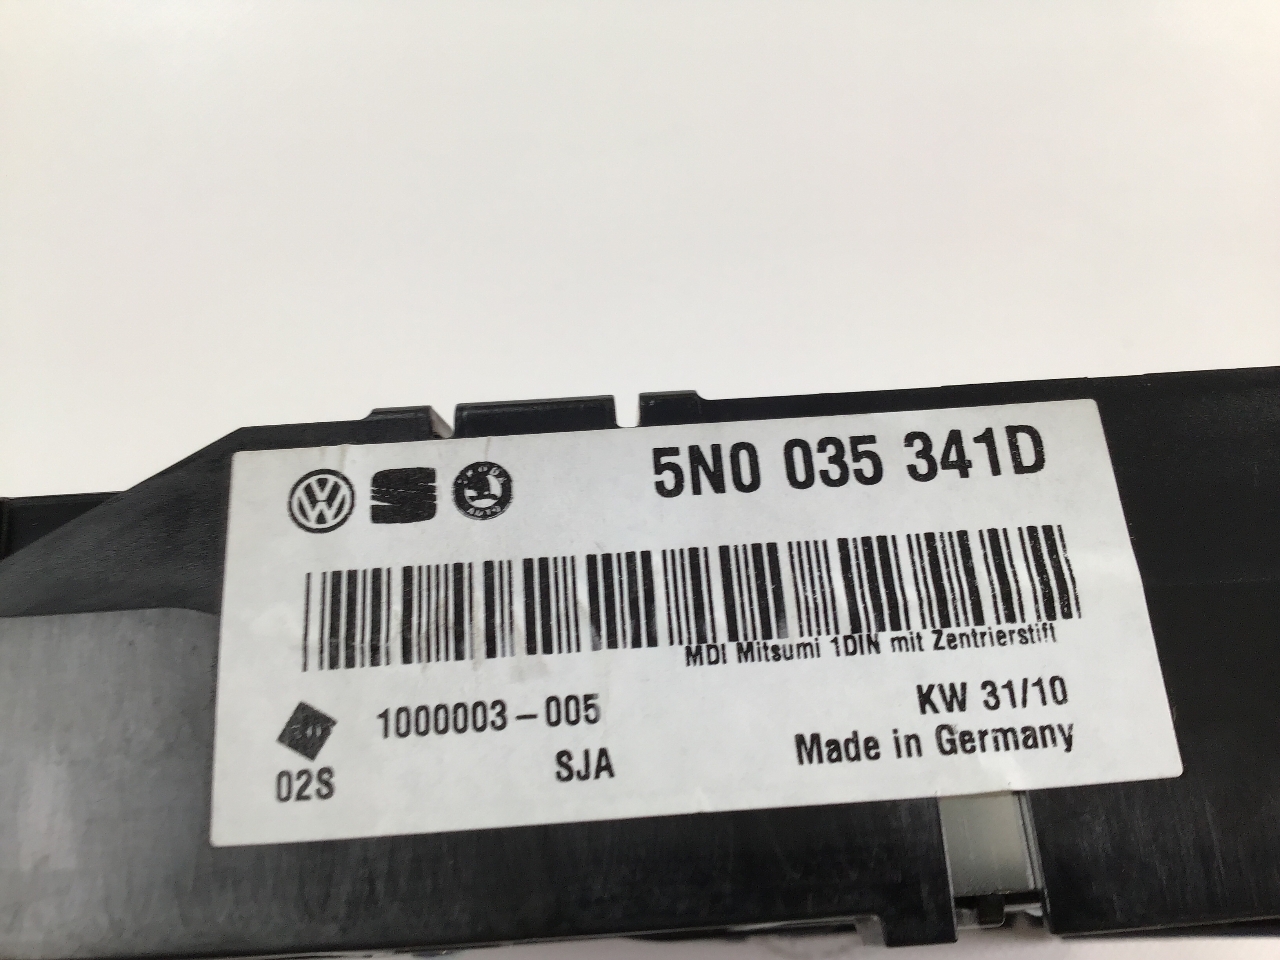 5N0 035 341D
MDI Mitsumi 1DIN mit Zentrierstift
1000003-005
KW 31/10
02S
SJA
Made in Germany